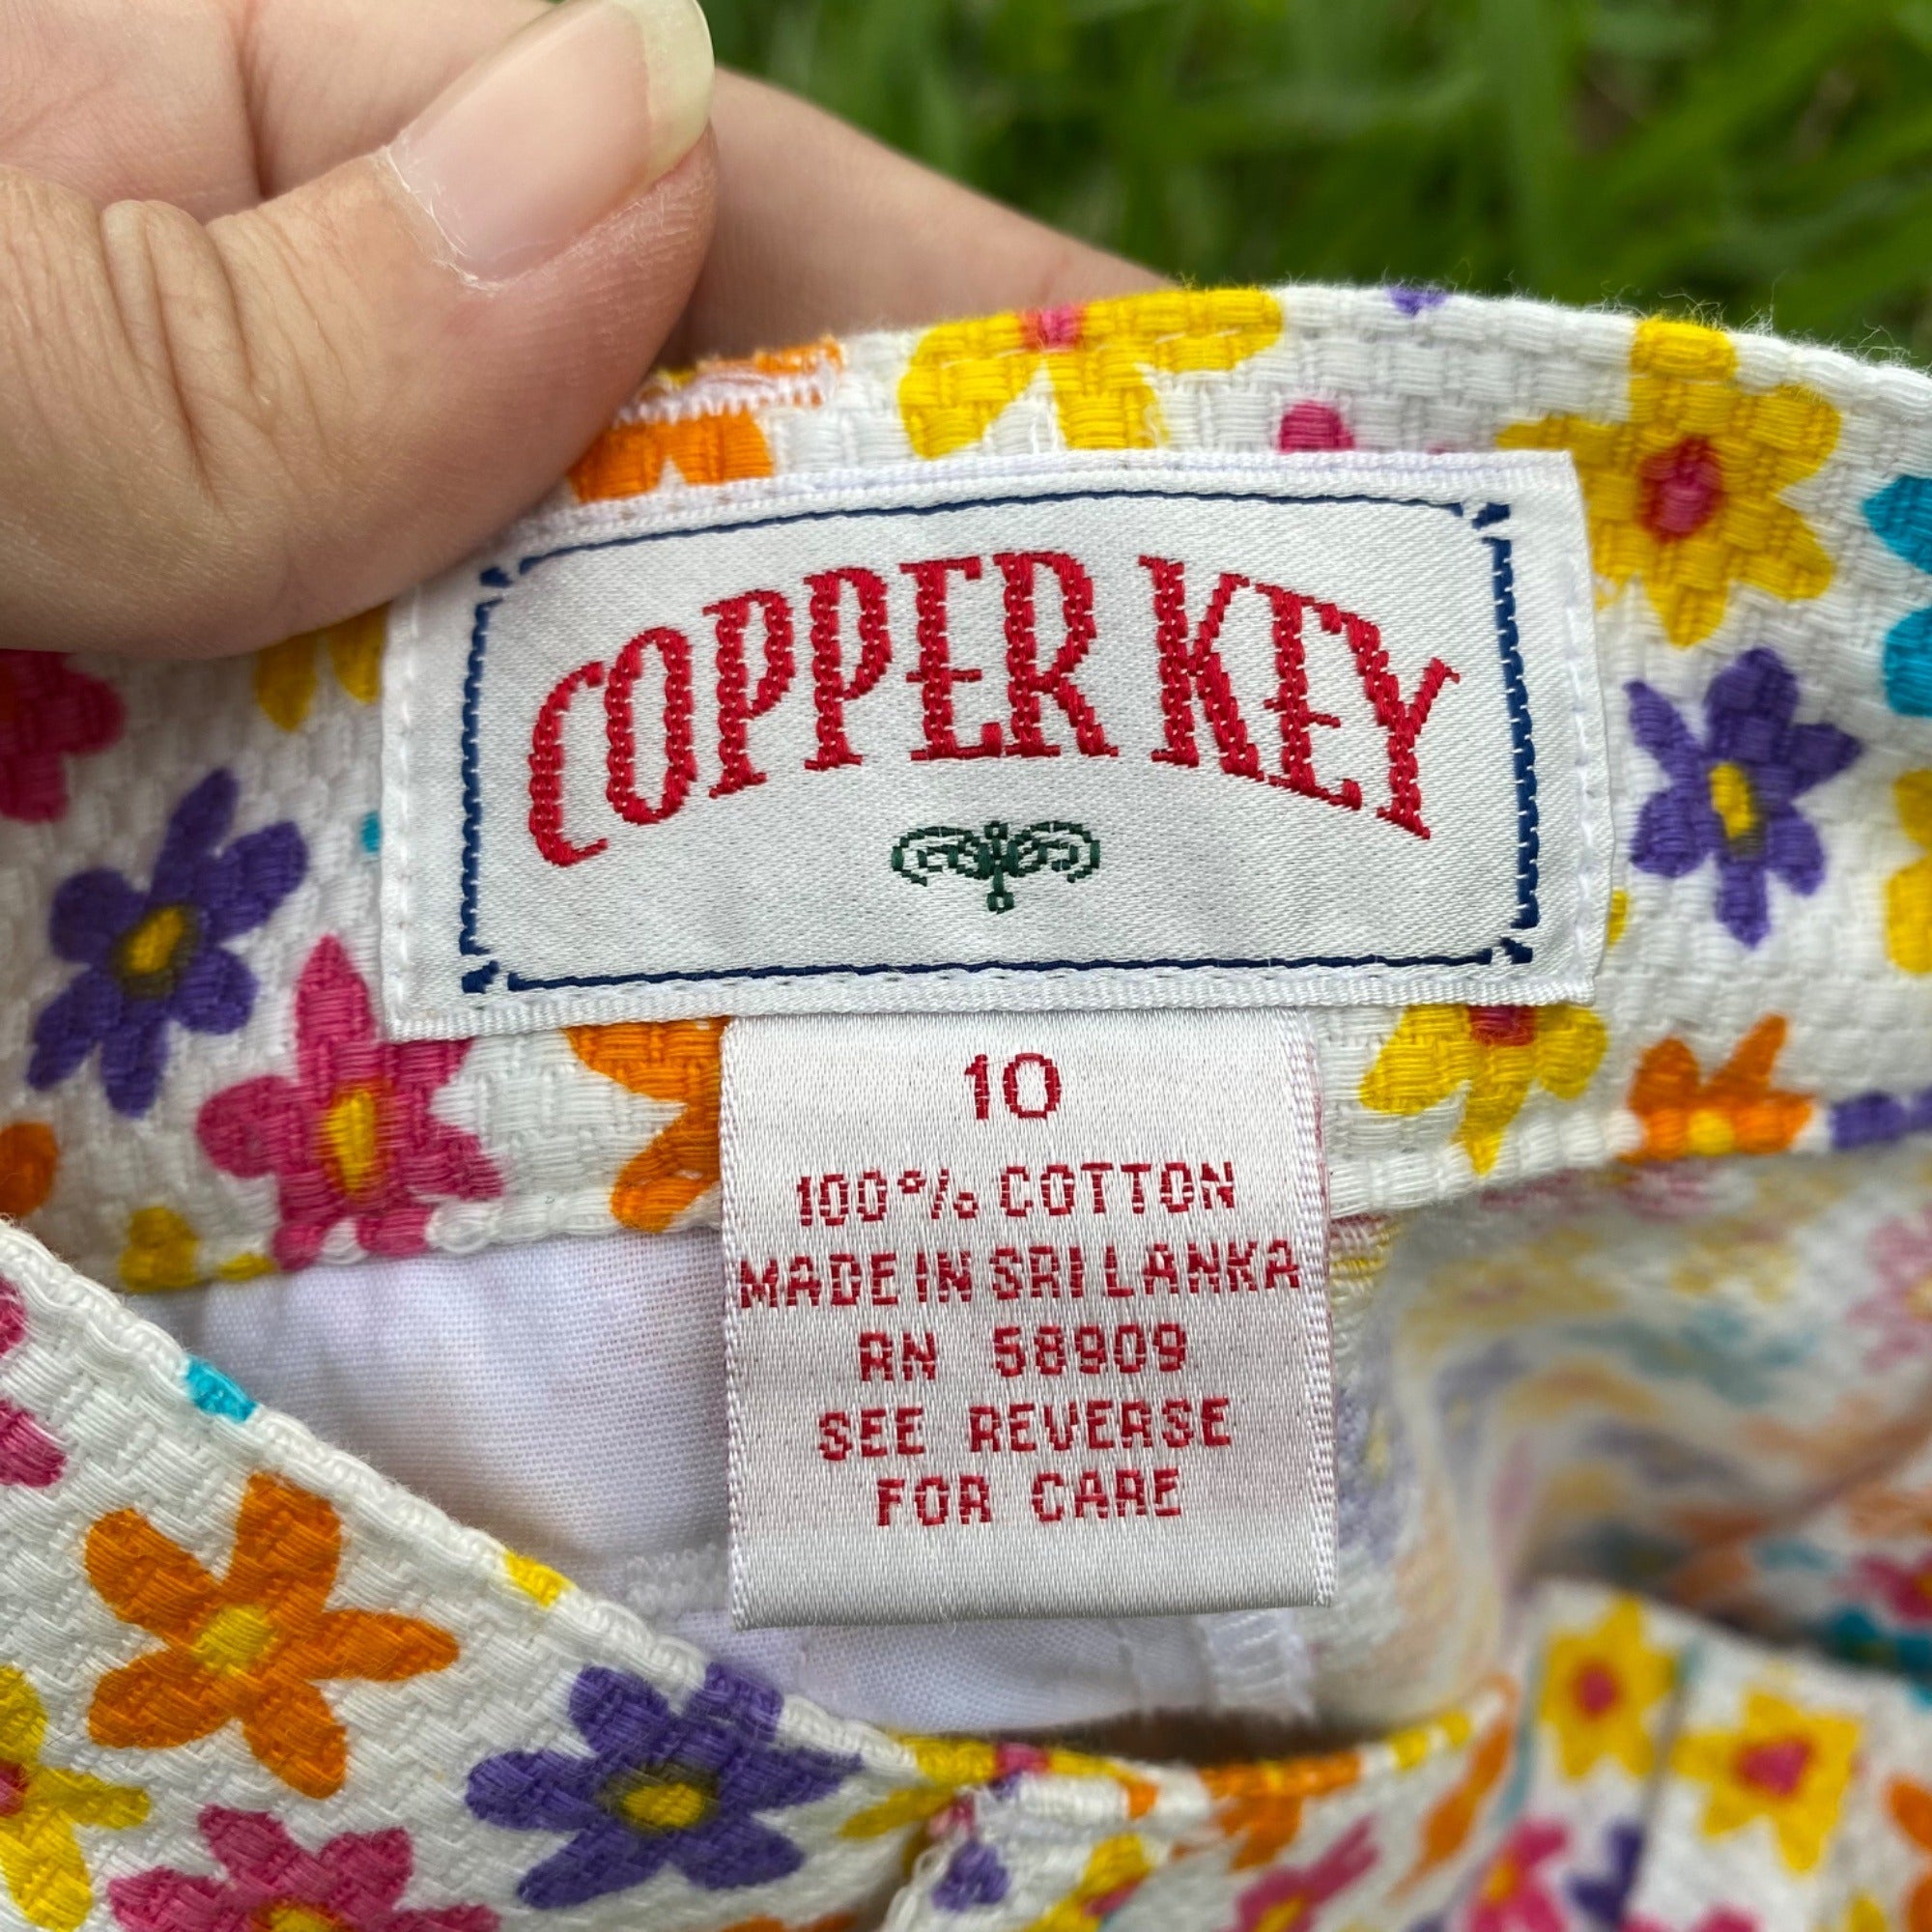 COPPER KEY
10
100% COTTON
MADE IN SRI LANKA
RN 58909
SEE REVERSE
FOR CARE